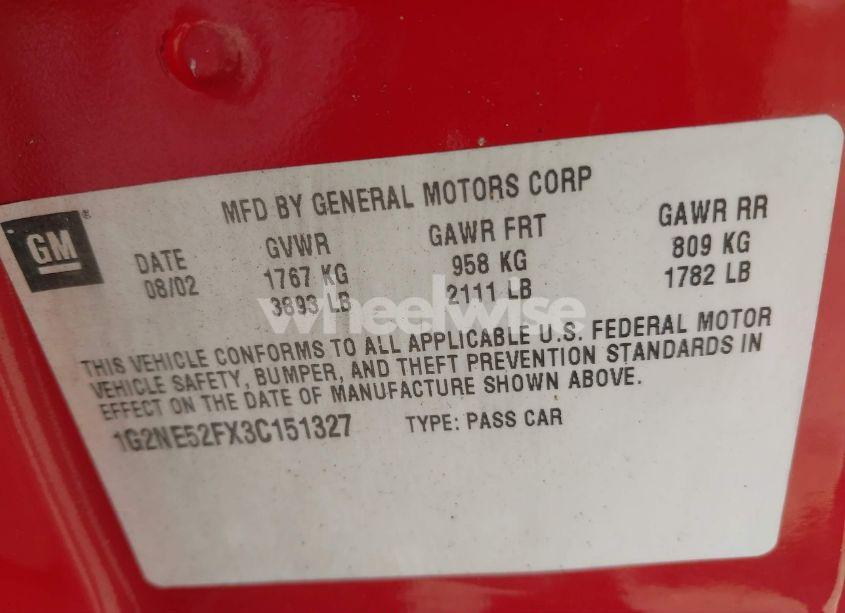 MFD BY GENERAL MOTORS CORP
GM®
DATE GVWR GAWR FRT GAWR RR
08/02 1767 KG 958 KG 809 KG
3893 LB 2111 LB 1782 LB
wheelwise
THIS VEHICLE CONFORMS TO ALL APPLICABLE U.S. FEDERAL MOTOR
VEHICLE SAFETY, BUMPER, AND THEFT PREVENTION STANDARDS IN
EFFECT ON THE DATE OF MANUFACTURE SHOWN ABOVE.
1G2NE52FX3C151327 TYPE: PASS CAR